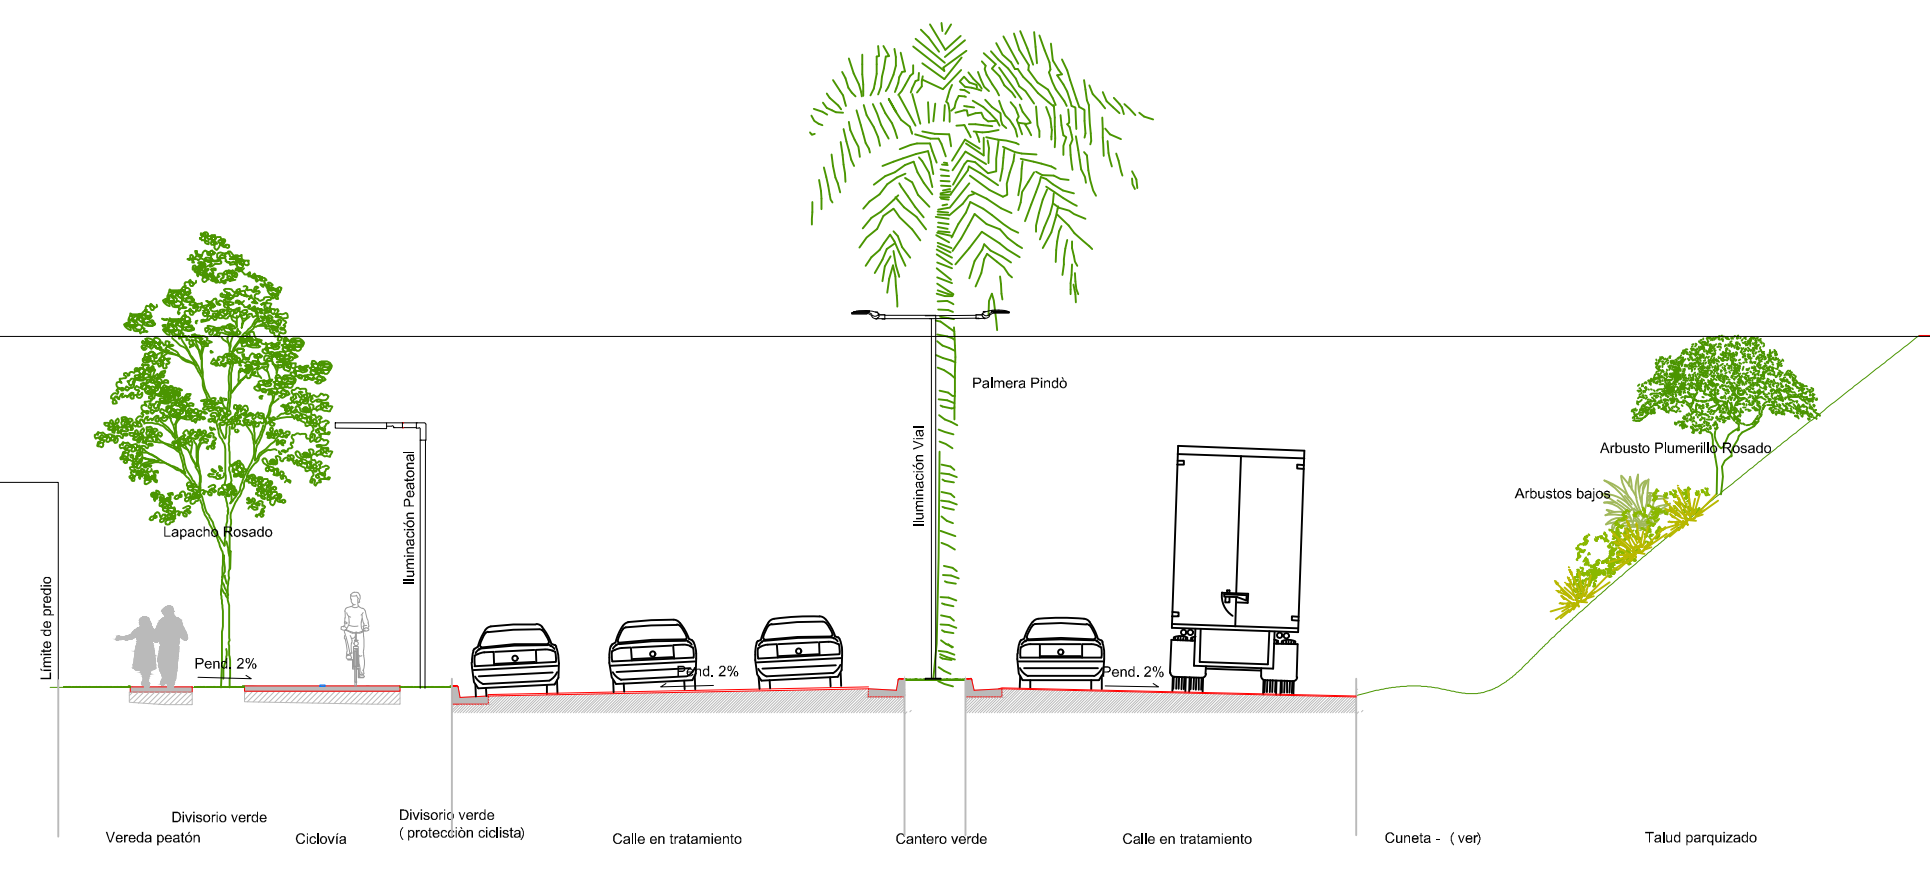 Palmera Pindò
Iluminación Vial
Iluminación Peatonal
Arbusto Plumerillo Rosado
Arbustos bajos
Lapacho Rosado
Límite de predio
Pend. 2%
Pend. 2%
Pend. 2%
Divisorio verde
Vereda peatón
Ciclovía
Divisorio verde
( protecciòn ciclista)
Calle en tratamiento
Cantero verde
Calle en tratamiento
Cuneta - ( ver)
Talud parquizado